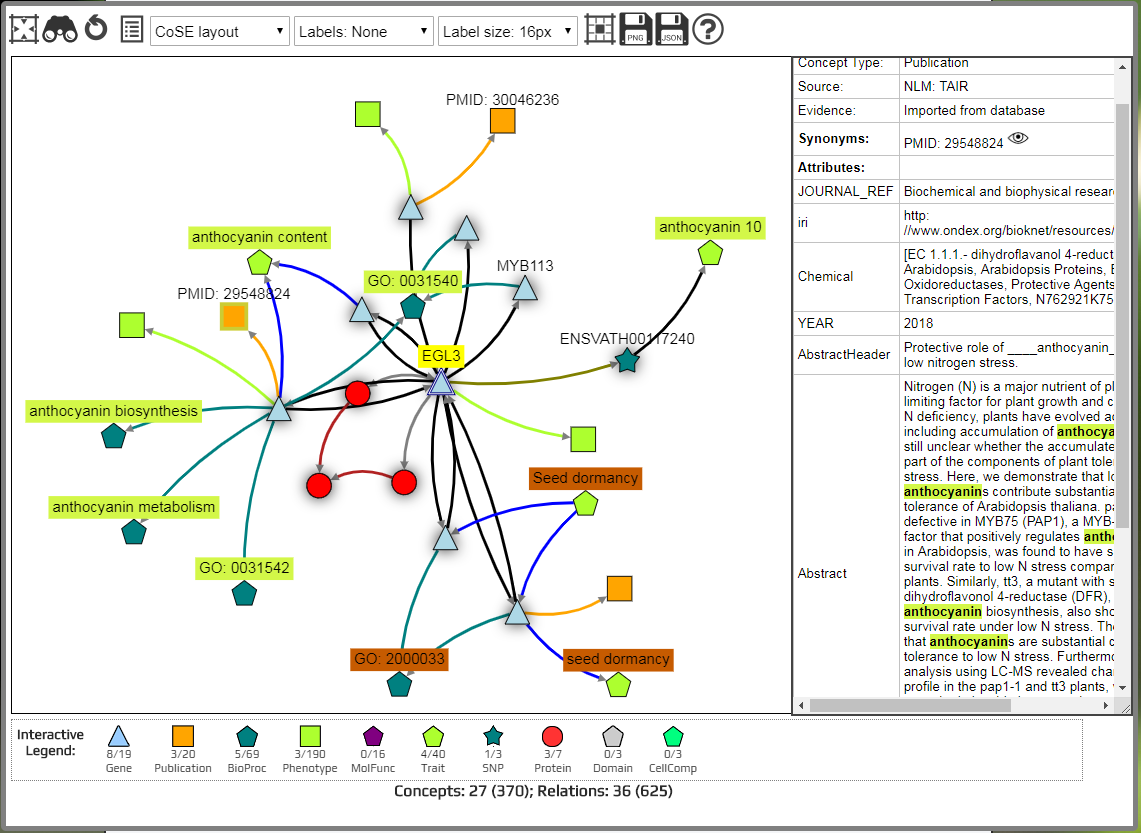 CoSE layout
Labels: None
Label size: 16px
PNG
JSON
?
PMID: 30046236
anthocyanin content
anthocyanin 10
PMID: 29548824
GO: 0031540
MYB113
ENSVATH00117240
EGL3
anthocyanin biosynthesis
Seed dormancy
anthocyanin metabolism
GO: 0031542
GO: 2000033
seed dormancy
Concept Type: Publication
Source: NLM: TAIR
Evidence: Imported from database
Synonyms: PMID: 29548824
Attributes:
JOURNAL_REF Biochemical and biophysical resear
iri http:
//www.ondex.org/bioknet/resources/
Chemical
[EC 1.1.1.- dihydroflavanol 4-reduct
Arabidopsis, Arabidopsis Proteins,
Oxidoreductases, Protective Agents
Transcription Factors, N762921K75
YEAR 2018
AbstractHeader Protective role of ____anthocyanin_
low nitrogen stress.
Abstract
Nitrogen (N) is a major nutrient of pl
limiting factor for plant growth and c
N deficiency, plants have evolved a
including accumulation of anthocya
still unclear whether the accumulate
part of the components of plant tole
stress. Here, we demonstrate that lo
anthocyanins contribute substantia
tolerance of Arabidopsis thaliana. pa
defective in MYB75 (PAP1), a MYB-
factor that positively regulates antho
in Arabidopsis, was found to have s
survival rate to low N stress compar
plants. Similarly, tt3, a mutant with s
dihydroflavonol 4-reductase (DFR),
anthocyanin biosynthesis, also sho
survival rate under low N stress. The
that anthocyanins are substantial c
tolerance to low N stress. Furthermo
analysis using LC-MS revealed cha
profile in the pap1-1 and tt3 plants,
Interactive
Legend:
8/19 3/20 5/69 3/190 0/16 4/40 1/3 3/7 0/3 0/3
Gene Publication BioProc Phenotype MolFunc Trait SNP Protein Domain CellComp
Concepts: 27 (370); Relations: 36 (625)